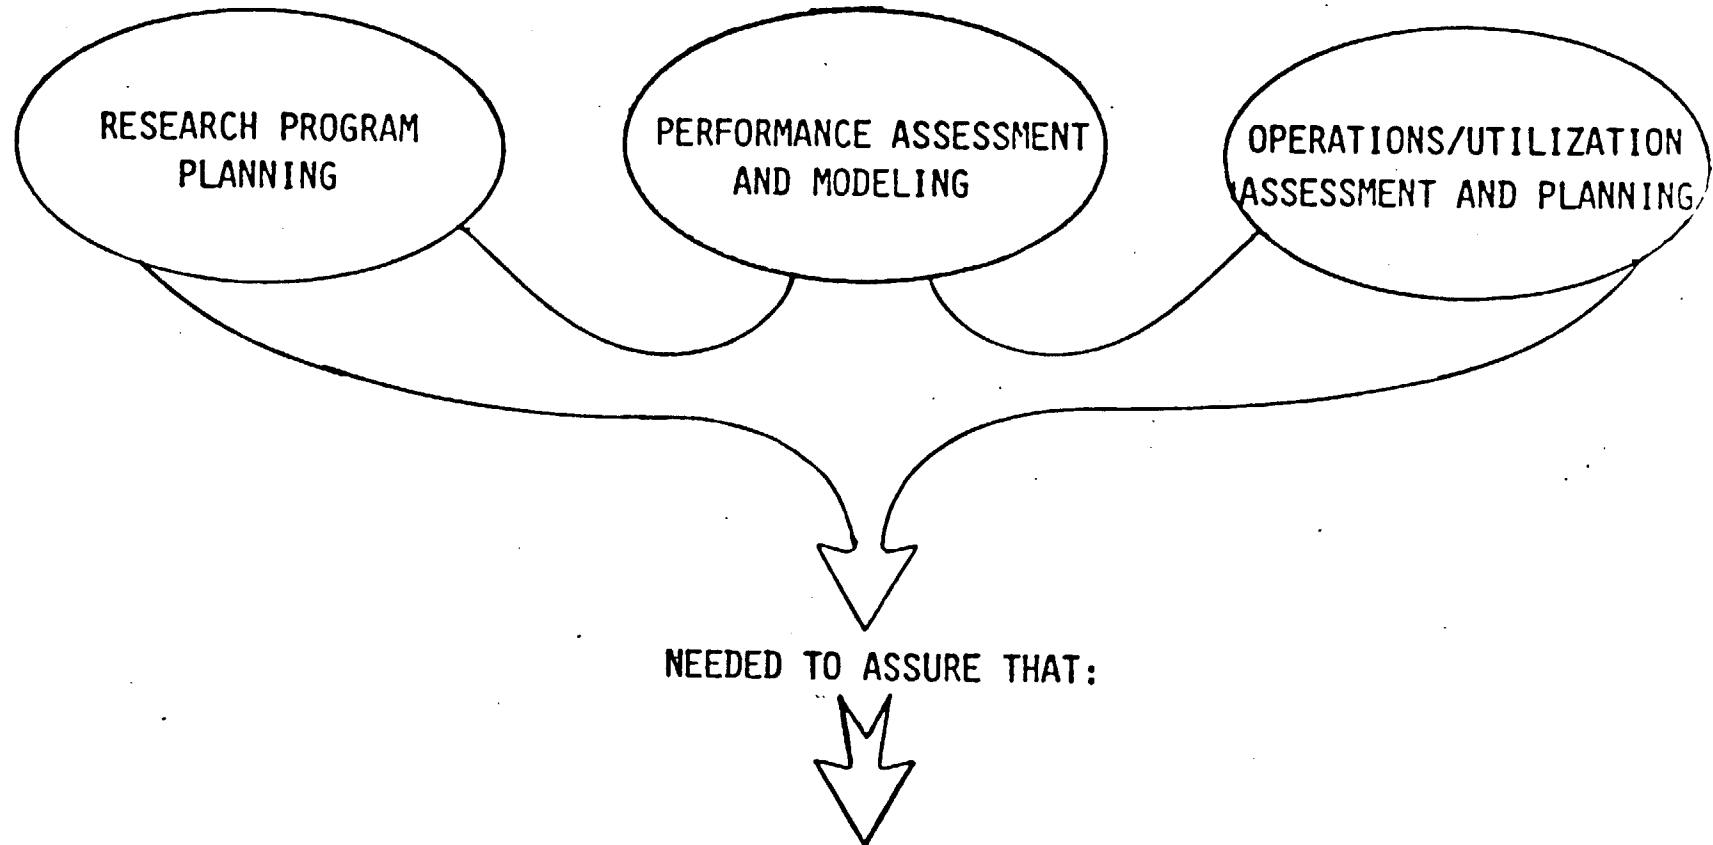 RESEARCH PROGRAM
PLANNING
PERFORMANCE ASSESSMENT
AND MODELING
OPERATIONS/UTILIZATION
ASSESSMENT AND PLANNING
NEEDED TO ASSURE THAT: